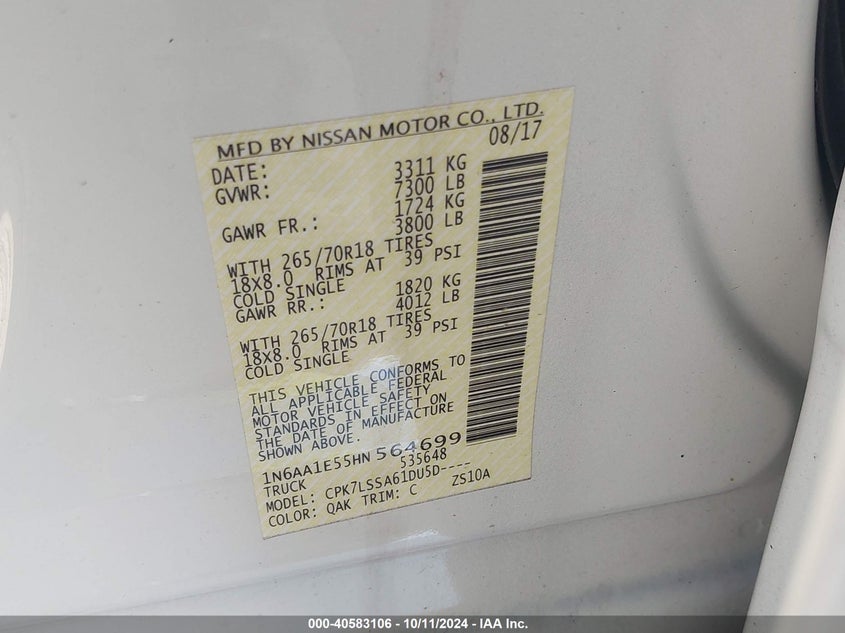 MFD BY NISSAN MOTOR CO., LTD.
DATE: 08/17
GVWR: 3311 KG
7300 LB
GAWR FR.: 1724 KG
3800 LB
WITH 265/70R18 TIRES
18X8.0 RIMS AT 39 PSI
COLD SINGLE
GAWR RR.: 1820 KG
4012 LB
WITH 265/70R18 TIRES
18X8.0 RIMS AT 39 PSI
COLD SINGLE
THIS VEHICLE CONFORMS TO
ALL APPLICABLE FEDERAL
MOTOR VEHICLE SAFETY
STANDARDS IN EFFECT ON
THE DATE OF MANUFACTURE
SHOWN ABOVE.
1N6AA1E55HN564699
TRUCK 535648
MODEL: CPK7LSSA61DU5D----
COLOR: QAK TRIM: C ZS10A
000-40583106 - 10/11/2024 - IAA Inc.